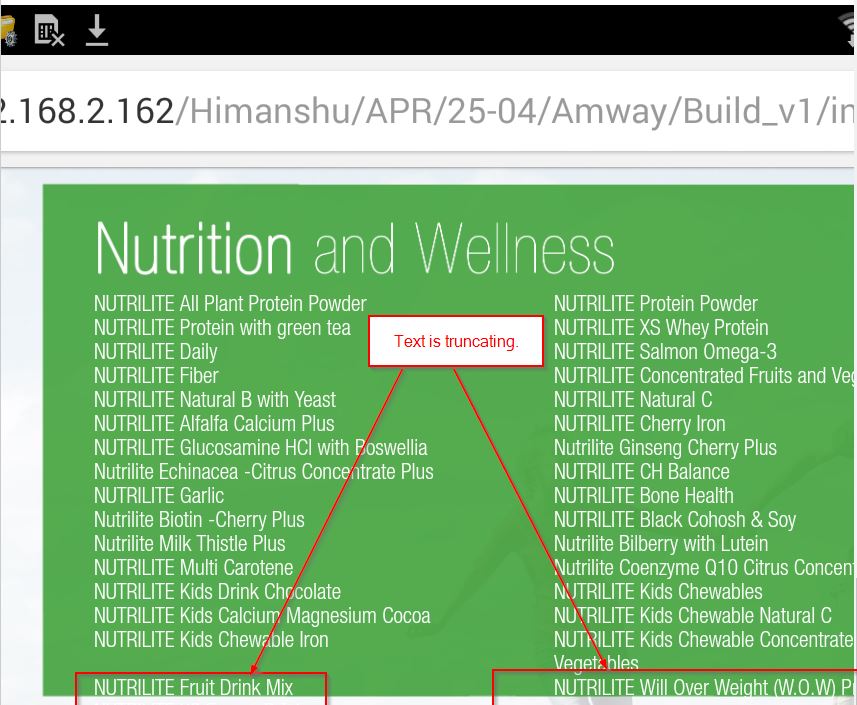 2.168.2.162/Himanshu/APR/25-04/Amway/Build_v1/in
Nutrition and Wellness
NUTRILITE All Plant Protein Powder
NUTRILITE Protein with green tea
NUTRILITE Daily
NUTRILITE Fiber
NUTRILITE Natural B with Yeast
NUTRILITE Alfalfa Calcium Plus
NUTRILITE Glucosamine HCI with Boswellia
Nutrilite Echinacea -Citrus Concentrate Plus
NUTRILITE Garlic
Nutrilite Biotin -Cherry Plus
Nutrilite Milk Thistle Plus
NUTRILITE Multi Carotene
NUTRILITE Kids Drink Chocolate
NUTRILITE Kids Calcium Magnesium Cocoa
NUTRILITE Kids Chewable Iron
NUTRILITE Fruit Drink Mix
Text is truncating.
NUTRILITE Protein Powder
NUTRILITE XS Whey Protein
NUTRILITE Salmon Omega-3
NUTRILITE Concentrated Fruits and Veg
NUTRILITE Natural C
NUTRILITE Cherry Iron
Nutrilite Ginseng Cherry Plus
NUTRILITE CH Balance
NUTRILITE Bone Health
NUTRILITE Black Cohosh & Soy
Nutrilite Bilberry with Lutein
Nutrilite Coenzyme Q10 Citrus Concent
NUTRILITE Kids Chewables
NUTRILITE Kids Chewable Natural C
NUTRILITE Kids Chewable Concentrate
Vegetables
NUTRILITE Will Over Weight (W.O.W) P